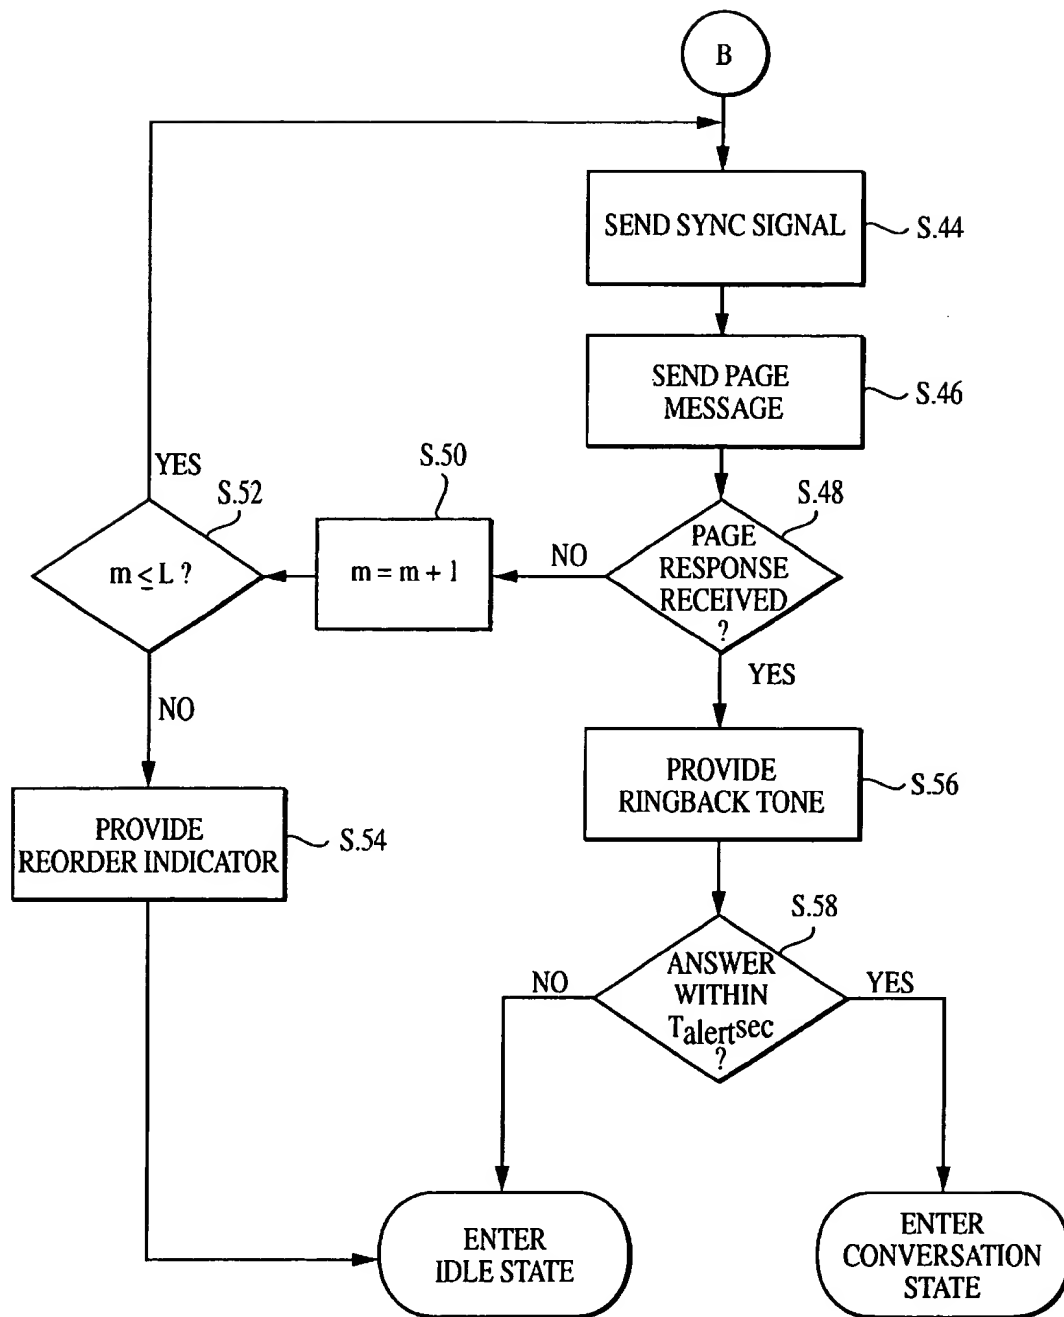 B
SEND SYNC SIGNAL
S.44
SEND PAGE
MESSAGE
S.46
YES
S.50
S.52
S.48
m ≤ L ?
m = m + 1
NO
PAGE
RESPONSE
RECEIVED
?
YES
NO
PROVIDE
RINGBACK TONE
S.56
PROVIDE
REORDER INDICATOR
S.54
S.58
NO
ANSWER
WITHIN
Talertsec
?
YES
ENTER
IDLE STATE
ENTER
CONVERSATION
STATE